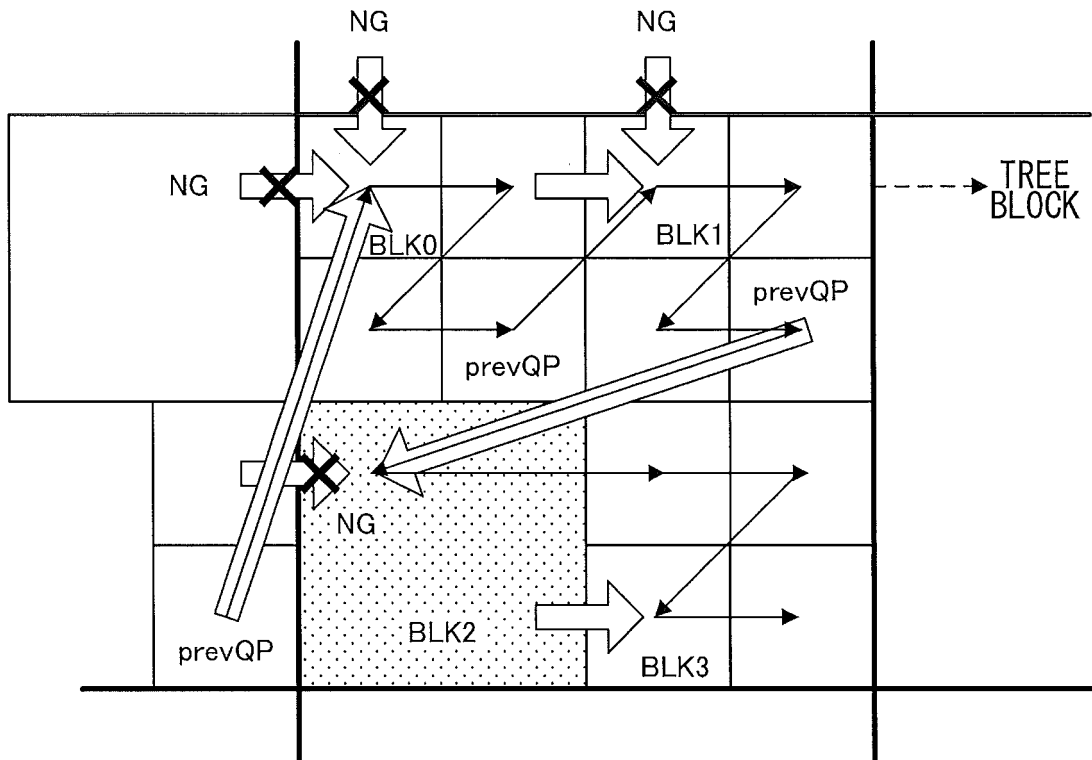 NG
NG
NG
TREE
BLOCK
BLK0
BLK1
prevQP
prevQP
NG
BLK2
prevQP
BLK3